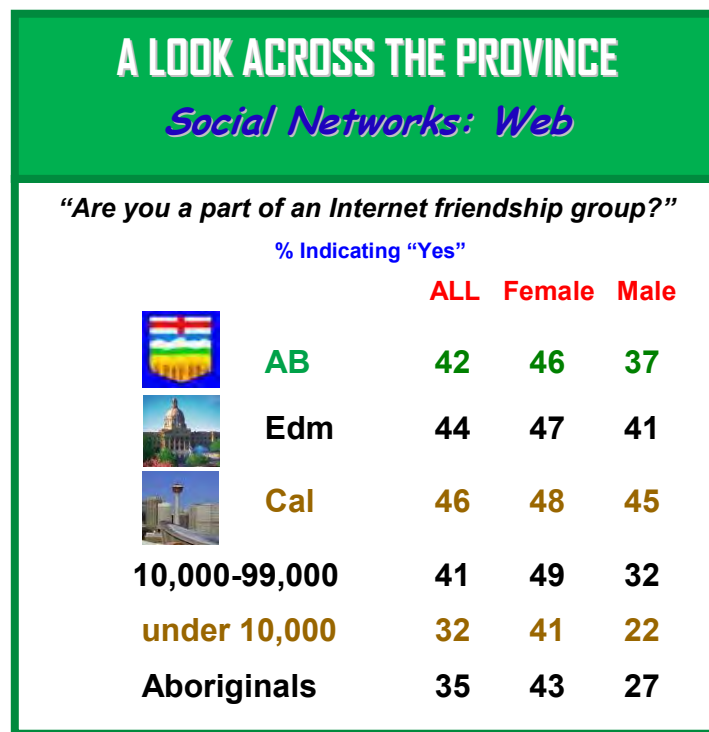 A LOOK ACROSS THE PROVINCE
Social Networks: Web
“Are you a part of an Internet friendship group?”
% Indicating “Yes”
ALL Female Male
AB 42 46 37
Edm 44 47 41
Cal 46 48 45
10,000-99,000 41 49 32
under 10,000 32 41 22
Aboriginals 35 43 27